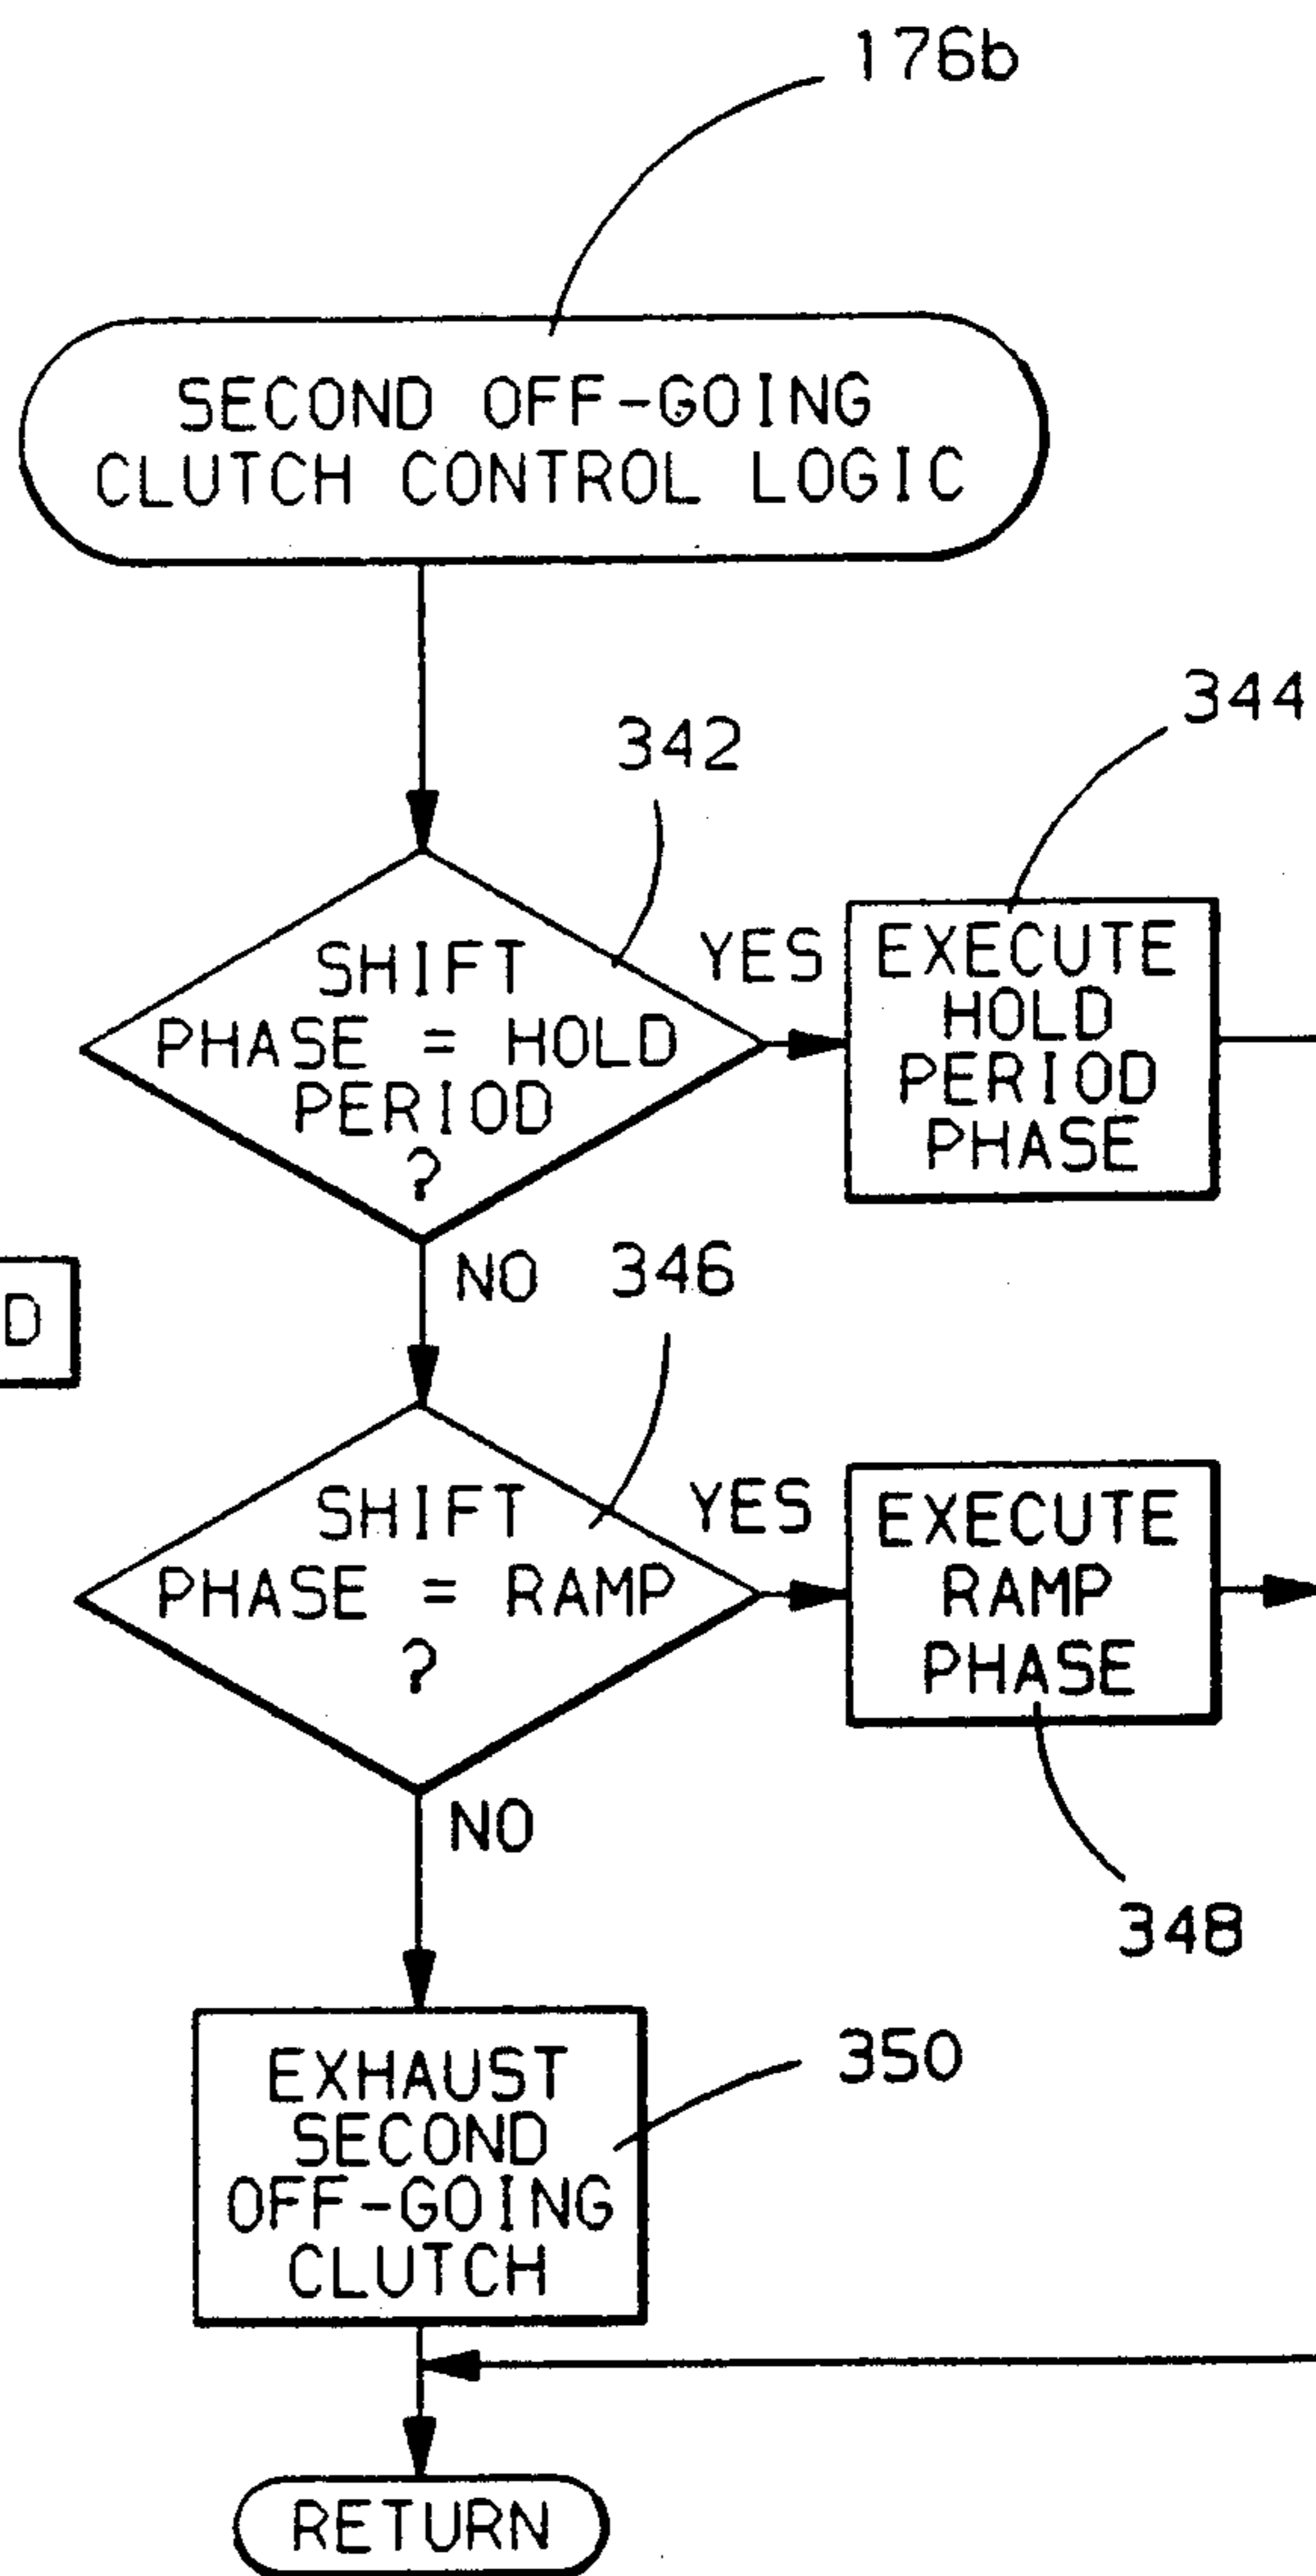 176b
SECOND OFF-GOING
CLUTCH CONTROL LOGIC
342
344
SHIFT
PHASE = HOLD
PERIOD
?
YES
EXECUTE
HOLD
PERIOD
PHASE
NO
346
D
SHIFT
PHASE = RAMP
?
YES
EXECUTE
RAMP
PHASE
348
NO
EXHAUST
SECOND
OFF-GOING
CLUTCH
350
RETURN